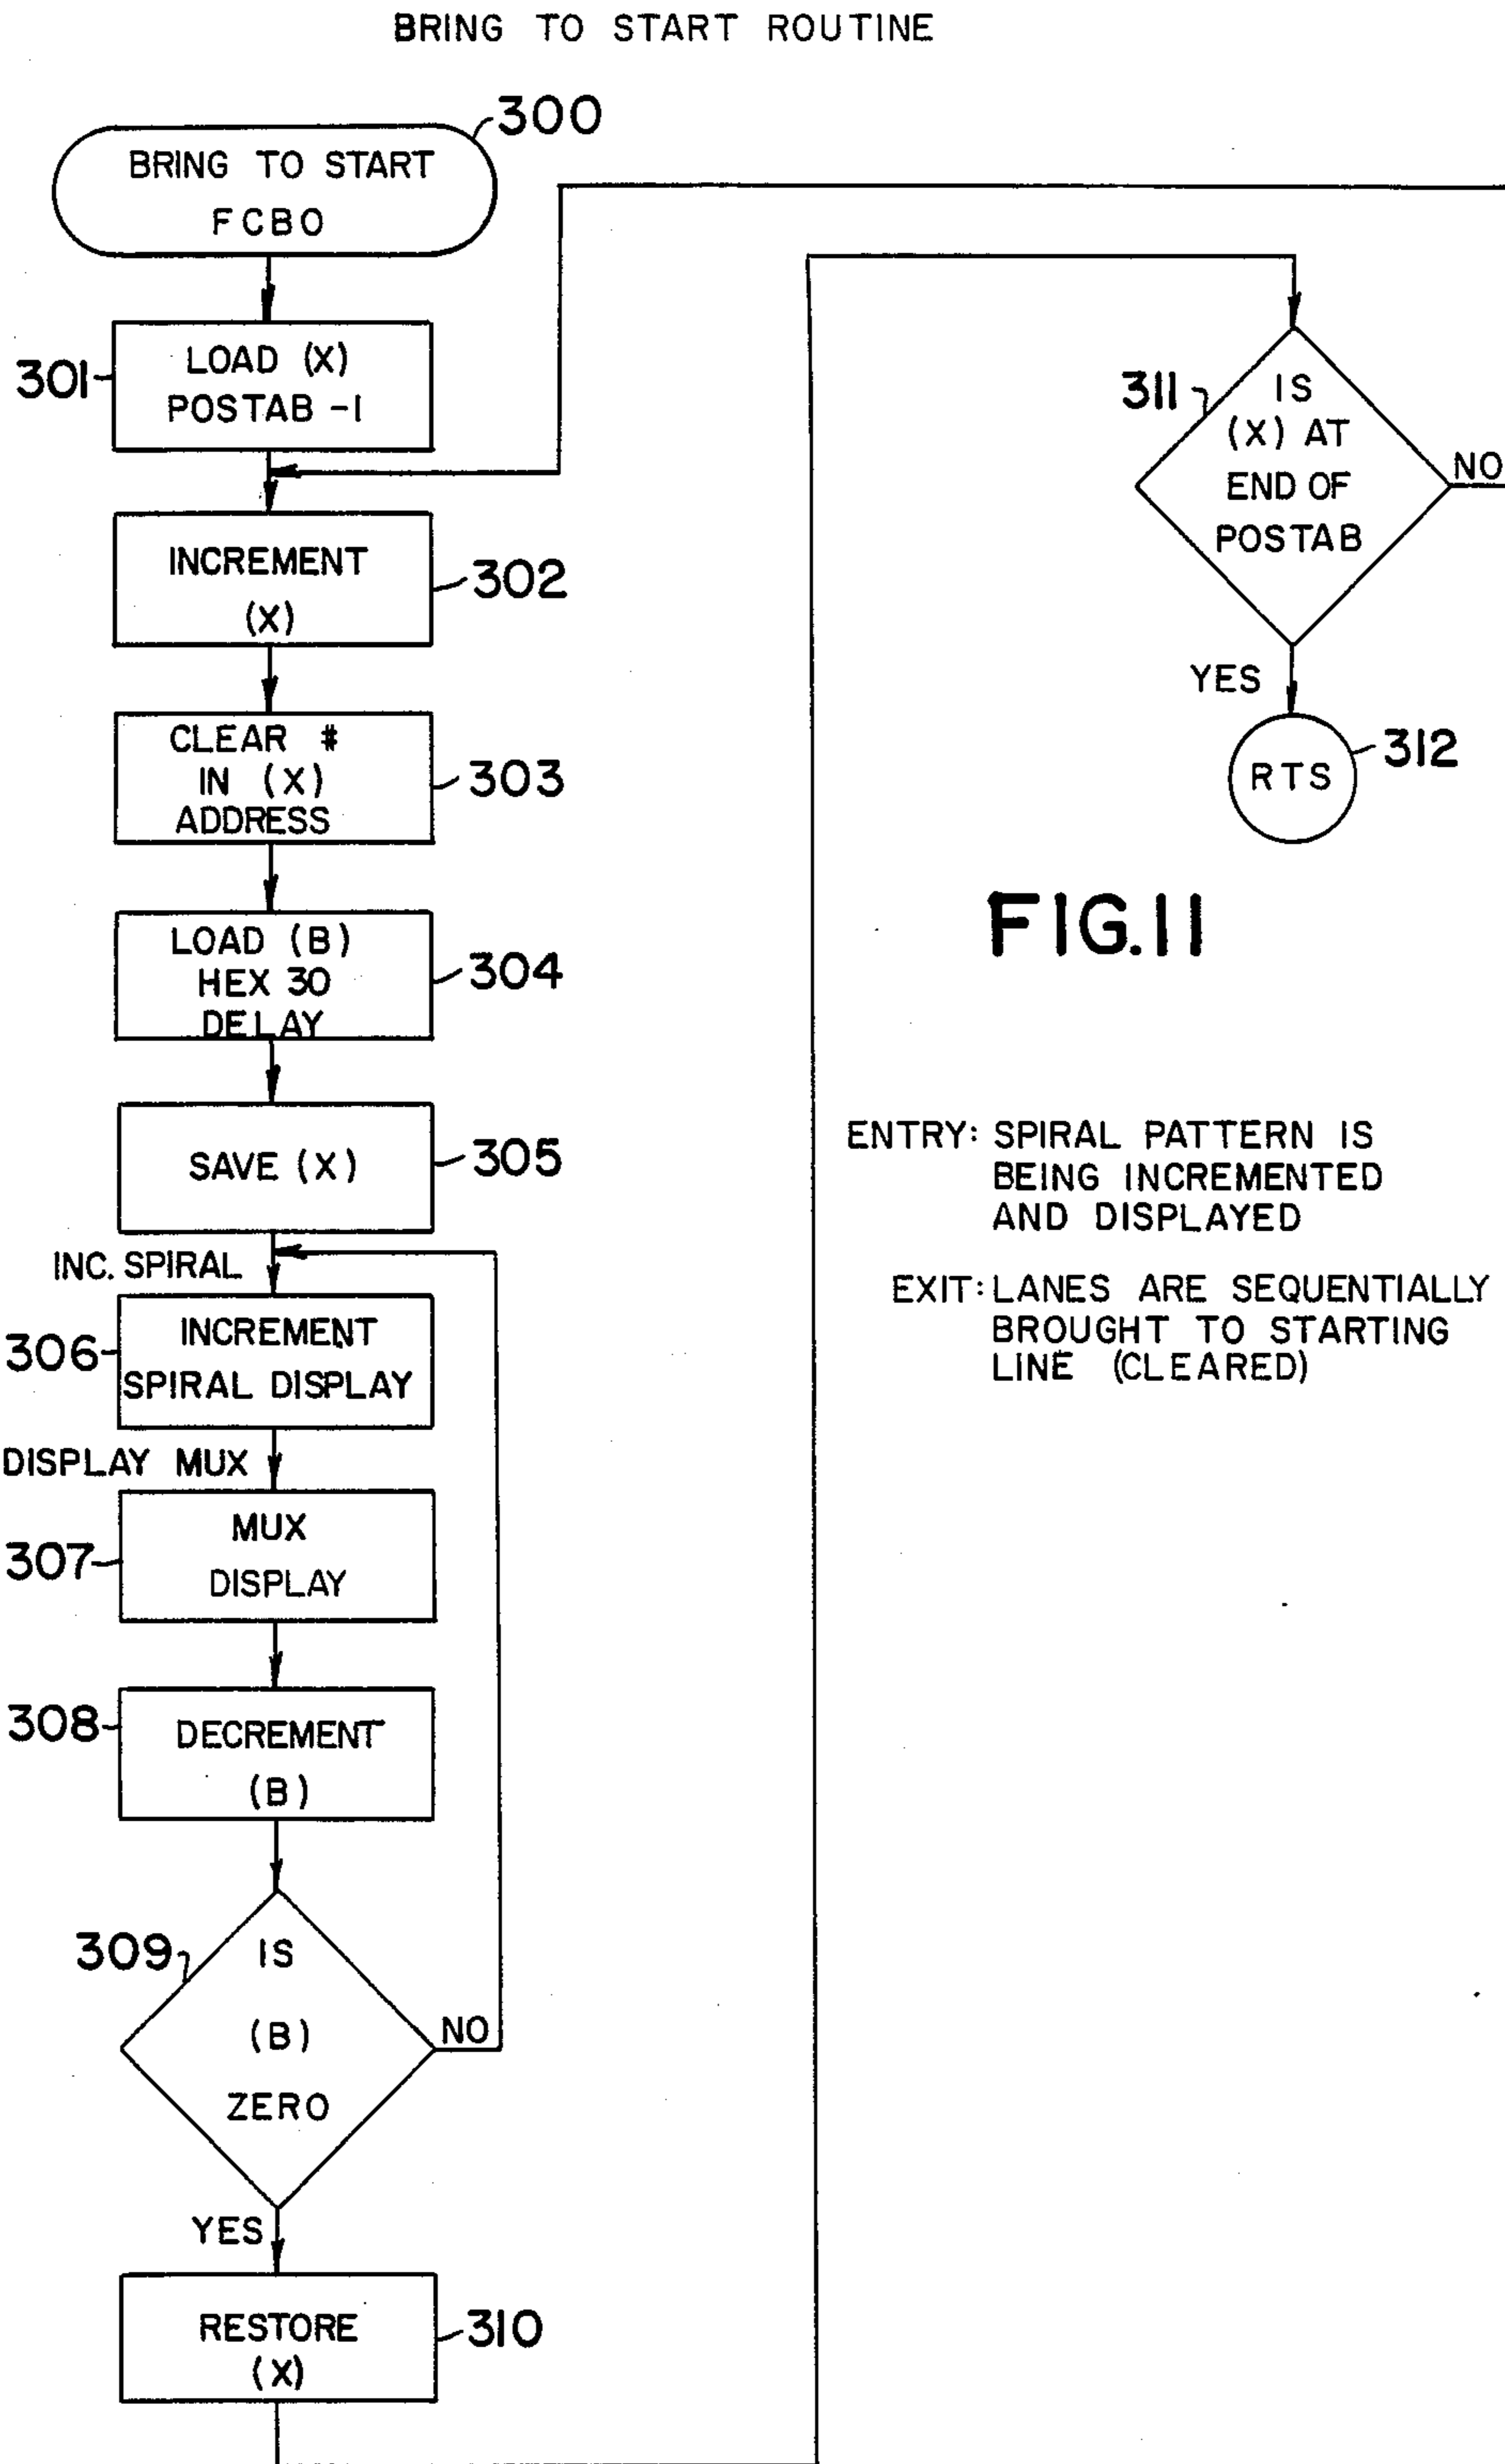 BRING TO START ROUTINE
300
BRING TO START
FCBO
301
LOAD (X)
POSTAB -1
INCREMENT
(X)
302
CLEAR #
IN (X)
ADDRESS
303
LOAD (B)
HEX 30
DELAY
304
SAVE (X)
305
INC. SPIRAL
306
INCREMENT
SPIRAL DISPLAY
DISPLAY MUX
307
MUX
DISPLAY
308
DECREMENT
(B)
309
IS
(B)
ZERO
NO
YES
RESTORE
(X)
310
311
IS
(X) AT
END OF
POSTAB
NO
YES
RTS
312
FIG.11
ENTRY: SPIRAL PATTERN IS
BEING INCREMENTED
AND DISPLAYED
EXIT: LANES ARE SEQUENTIALLY
BROUGHT TO STARTING
LINE (CLEARED)